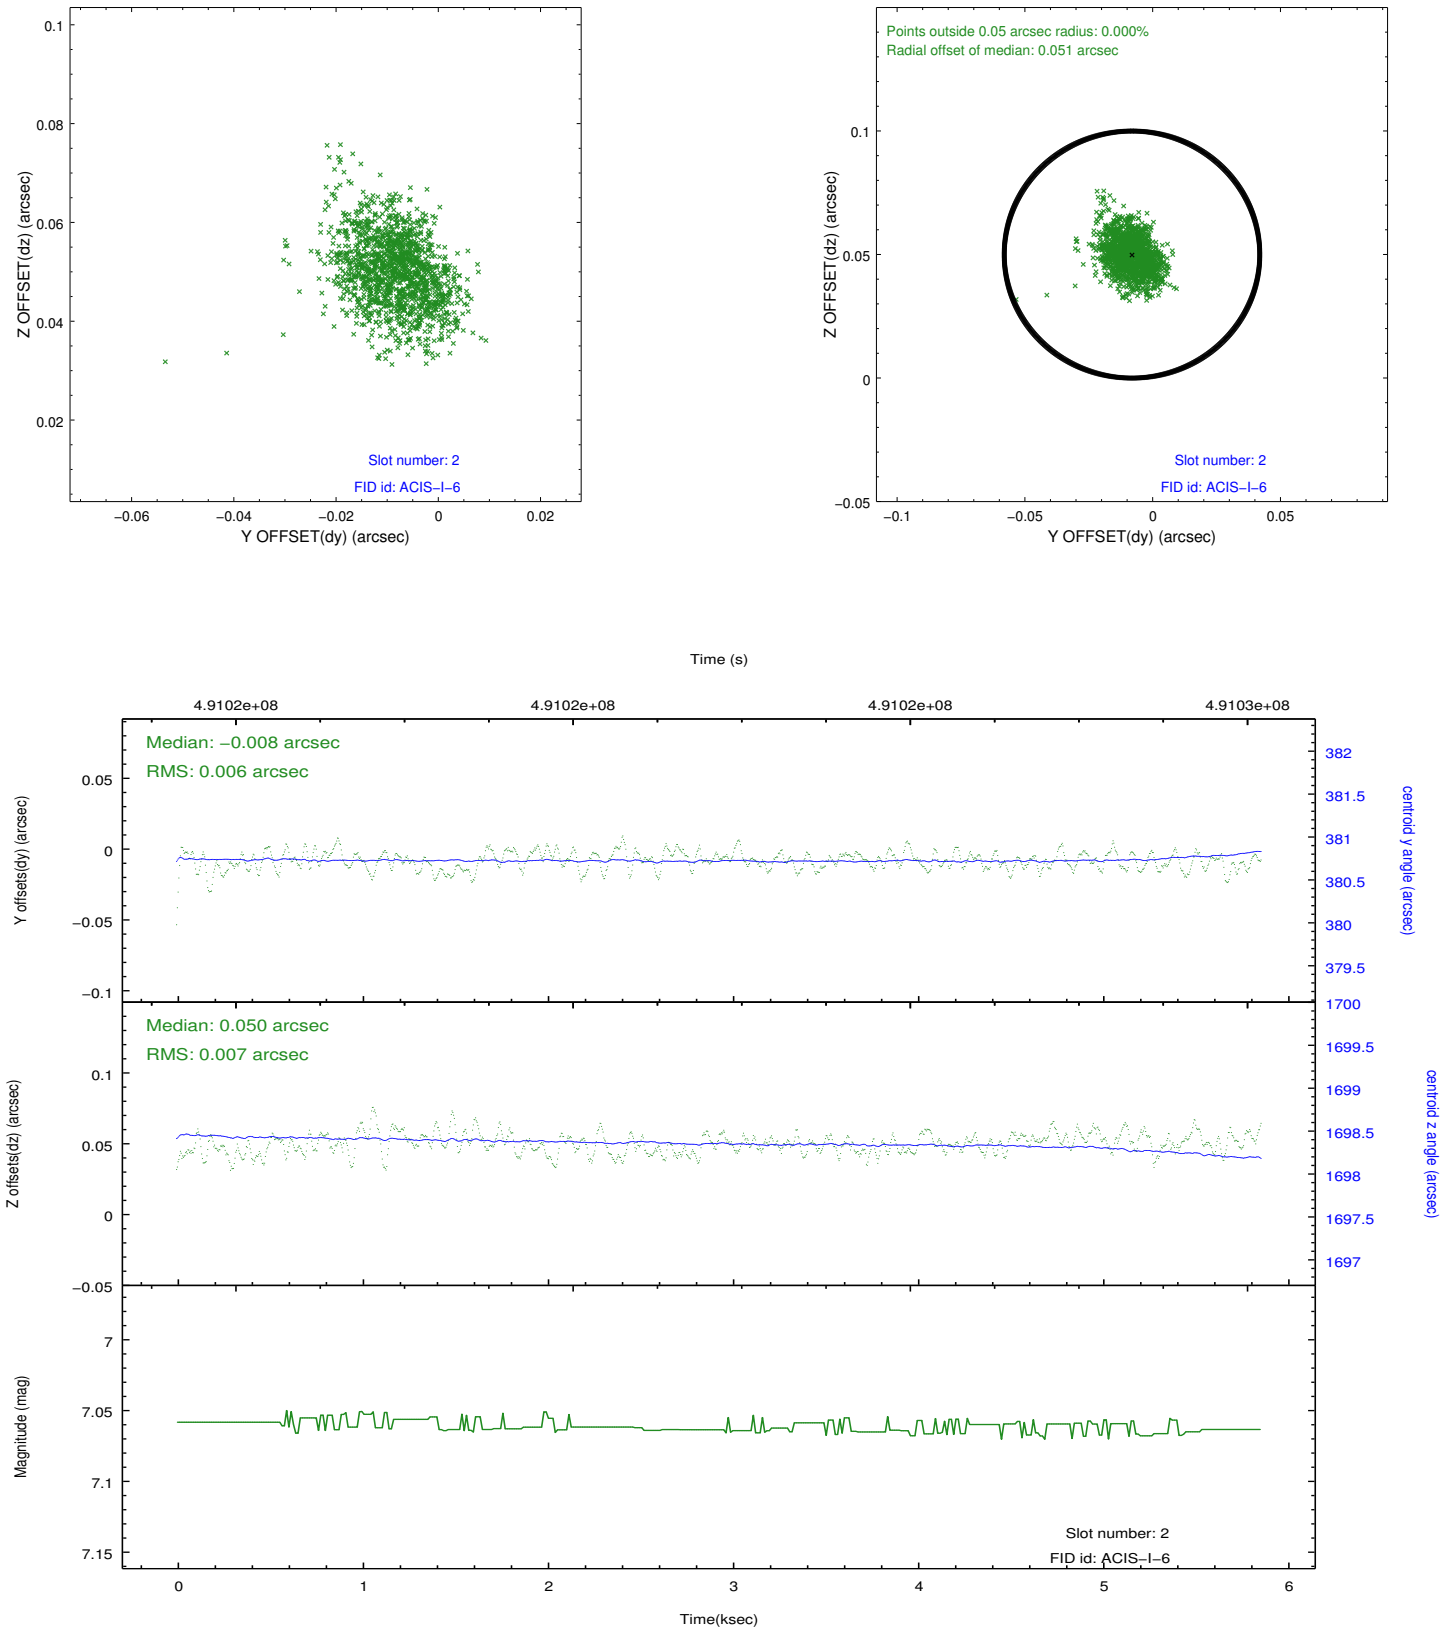 0.1
0.08
0.06
0.04
0.02
Z OFFSET(dz) (arcsec)
Slot number: 2
FID id: ACIS−I−6
−0.06 −0.04 −0.02 0 0.02
Y OFFSET(dy) (arcsec)
Points outside 0.05 arcsec radius: 0.000%
Radial offset of median: 0.051 arcsec
0.1
0.05
0
−0.05
Z OFFSET(dz) (arcsec)
Slot number: 2
FID id: ACIS−I−6
−0.1 −0.05 0 0.05
Y OFFSET(dy) (arcsec)
Time (s)
4.9102e+08 4.9102e+08 4.9102e+08 4.9103e+08
Median: −0.008 arcsec
RMS: 0.006 arcsec
0.05
0
−0.05
−0.1
Y offsets(dy) (arcsec)
382
381.5
381
380.5
380
379.5
centroid y angle (arcsec)
Median: 0.050 arcsec
RMS: 0.007 arcsec
0.1
0.05
0
−0.05
Z offsets(dz) (arcsec)
1700
1699.5
1699
1698.5
1698
1697.5
1697
centroid z angle (arcsec)
7
7.05
7.1
7.15
Magnitude (mag)
Slot number: 2
FID id: ACIS−I−6
0 1 2 3 4 5 6
Time(ksec)